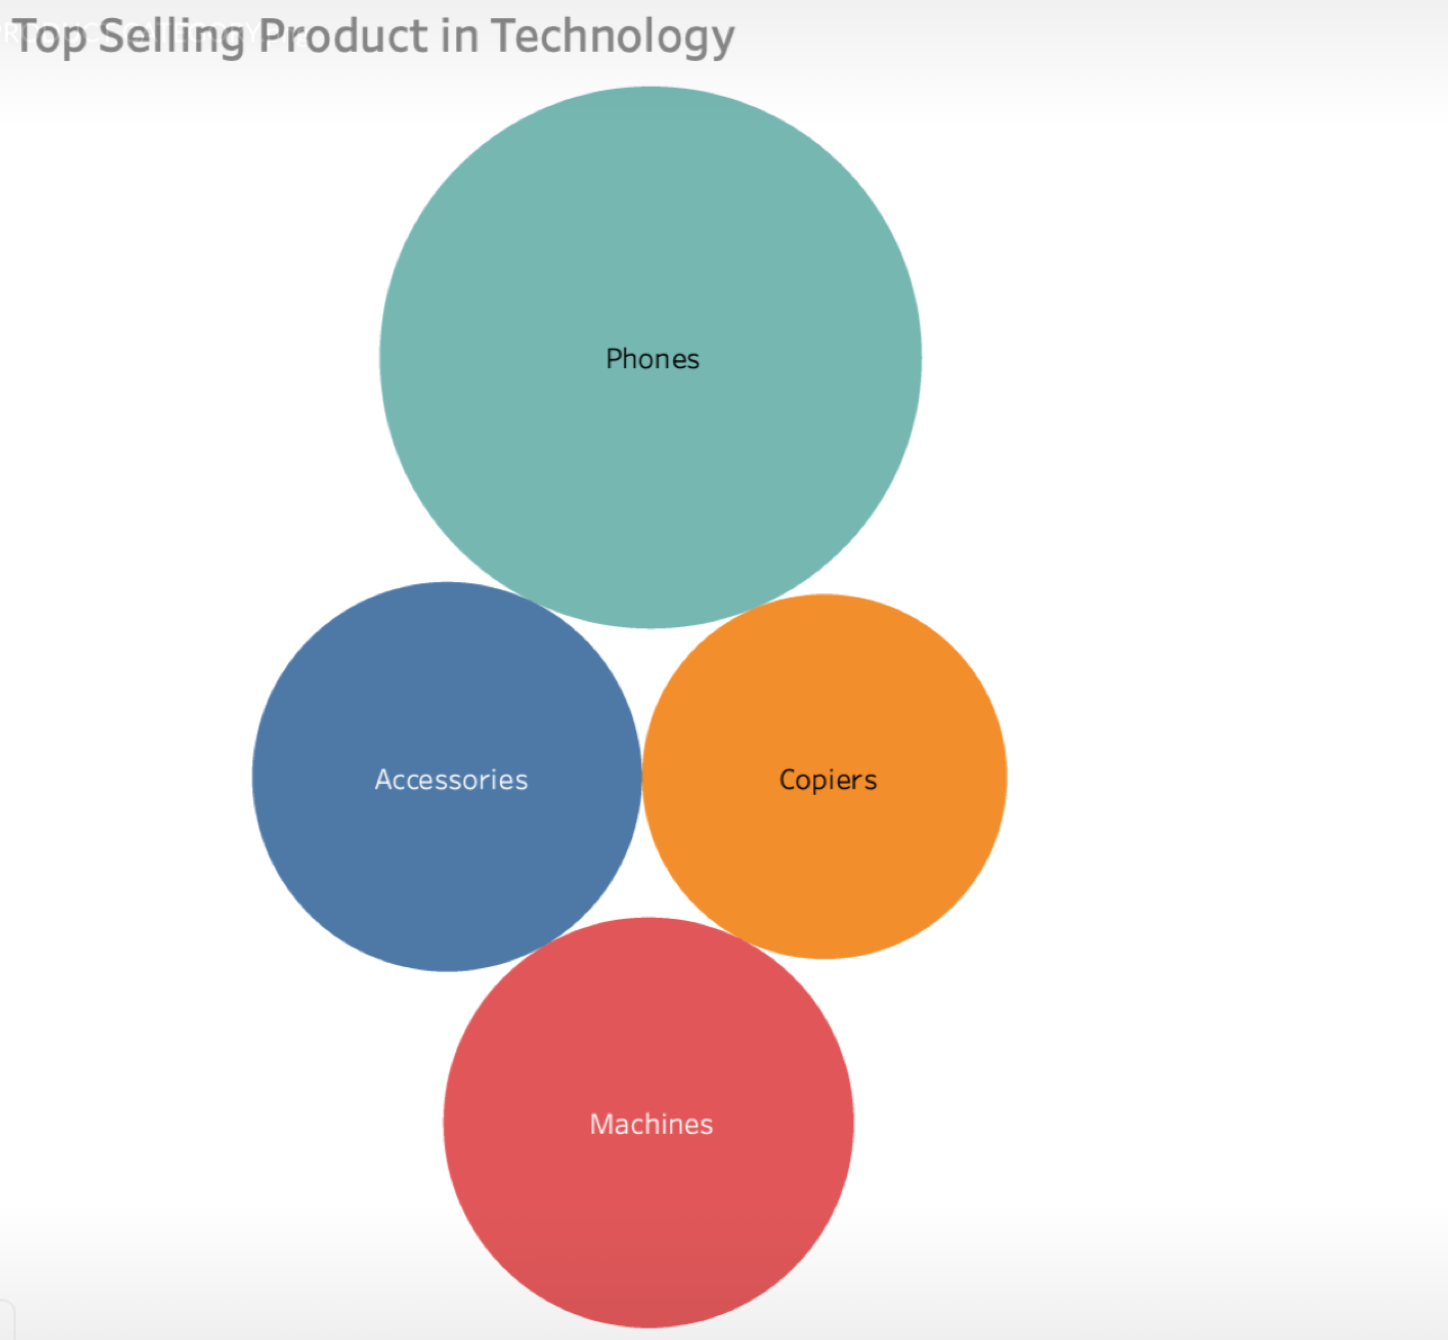 Top Selling Product in Technology
Phones
Accessories
Copiers
Machines